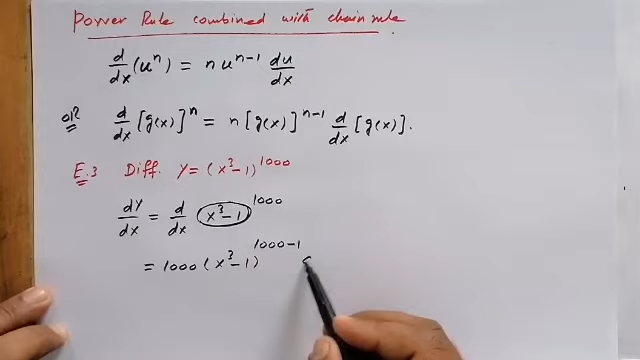 Power Rule combined with chain rule
d/dx (u^n) = n u^(n-1) du/dx
OR d/dx [g(x)]^n = n [g(x)]^(n-1) d/dx [g(x)].
E.3 Diff. Y = (x^3-1)^1000
dY/dx = d/dx (x^3-1)^1000
= 1000 (x^3-1)^(1000-1)